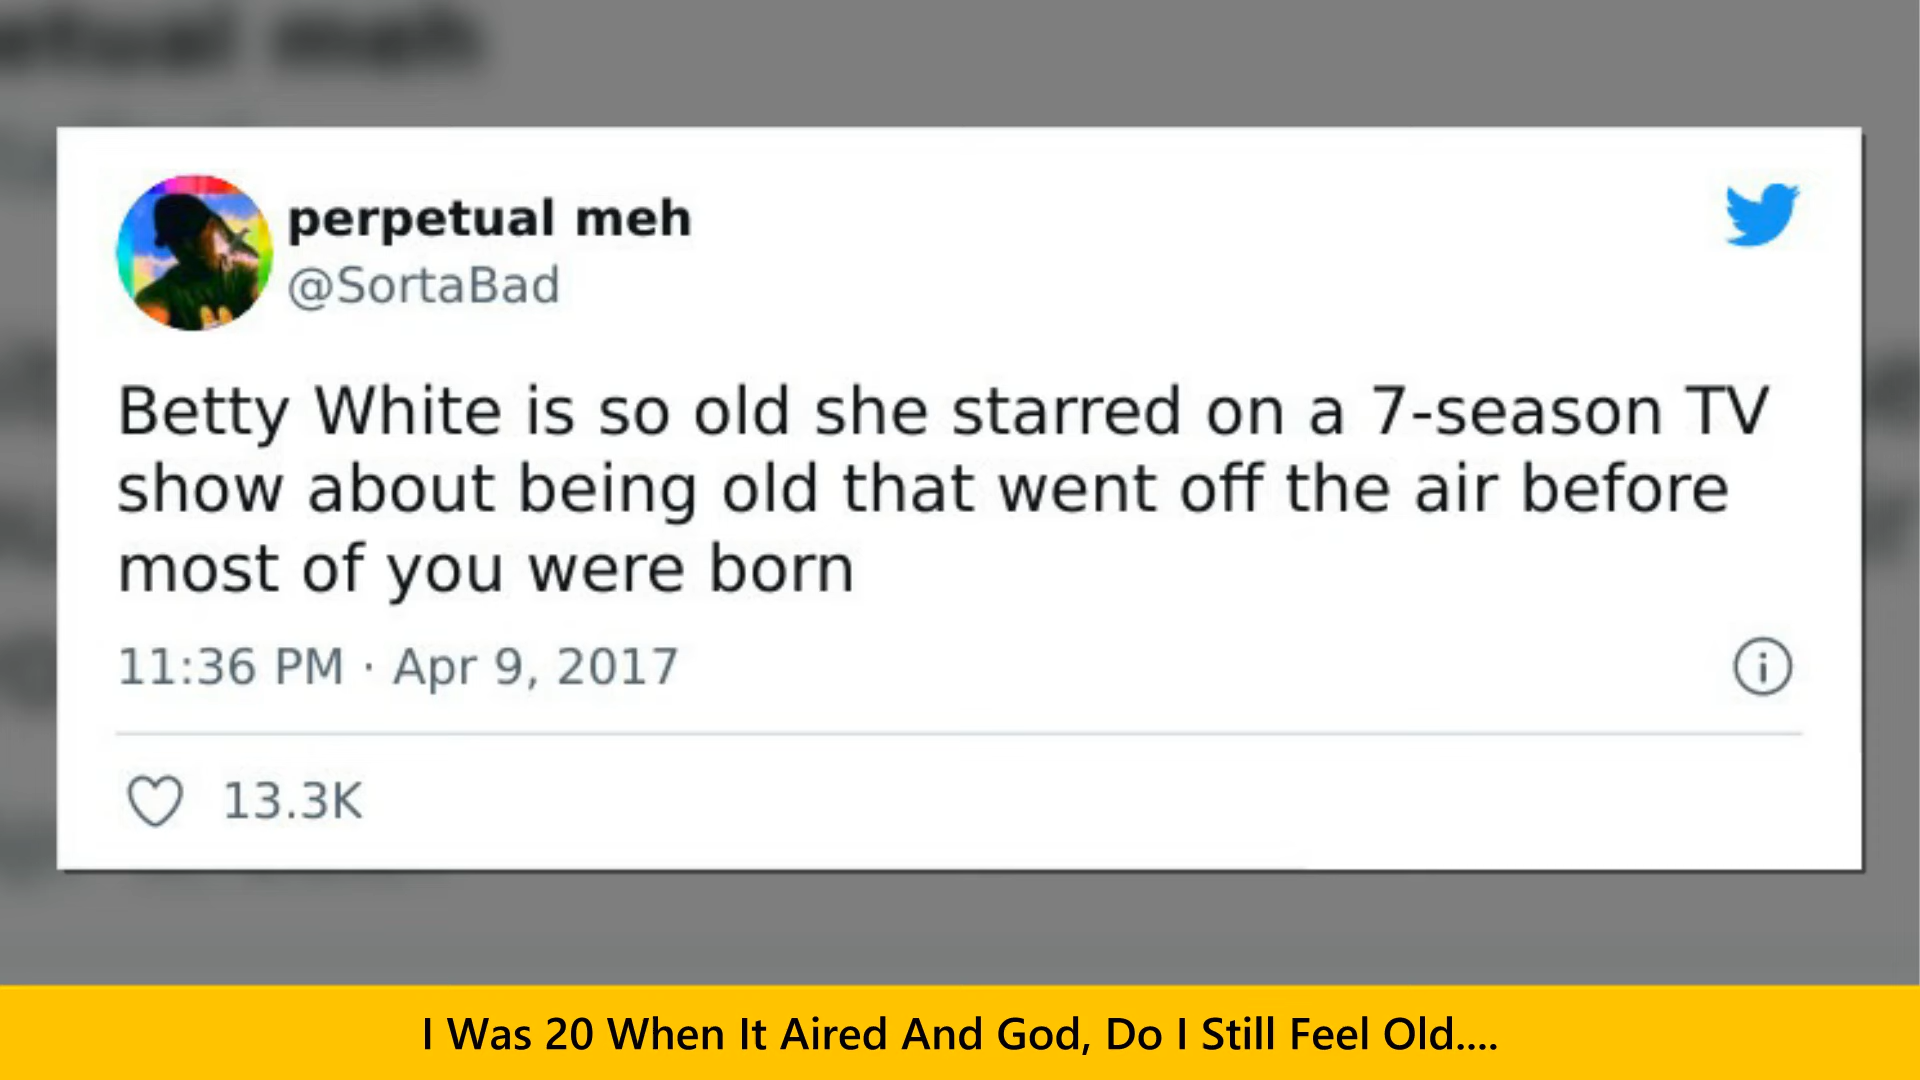 perpetual meh
@SortaBad
Betty White is so old she starred on a 7-season TV
show about being old that went off the air before
most of you were born
11:36 PM · Apr 9, 2017
13.3K
I Was 20 When It Aired And God, Do I Still Feel Old....